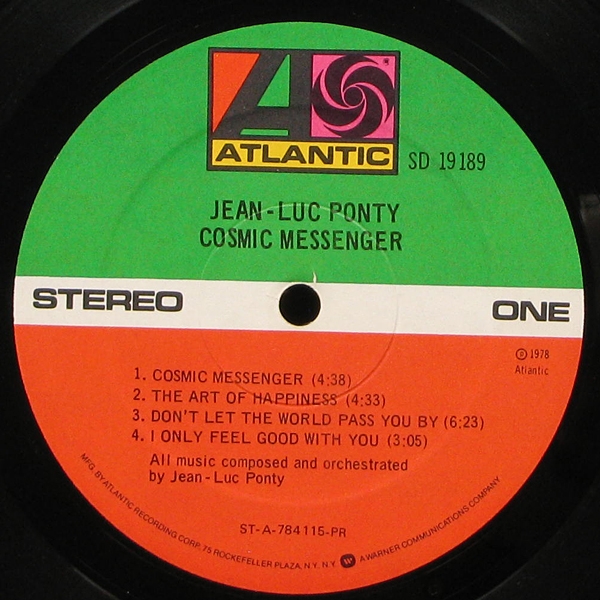 ATLANTIC
SD 19189
JEAN-LUC PONTY
COSMIC MESSENGER
STEREO
ONE
℗ 1978
Atlantic
1. COSMIC MESSENGER (4:38)
2. THE ART OF HAPPINESS (4:33)
3. DON'T LET THE WORLD PASS YOU BY (6:23)
4. I ONLY FEEL GOOD WITH YOU (3:05)
All music composed and orchestrated
by Jean-Luc Ponty
ST-A-784115-PR
MFG. BY ATLANTIC RECORDING CORP. 75 ROCKEFELLER PLAZA, N.Y. N.Y. A WARNER COMMUNICATIONS COMPANY